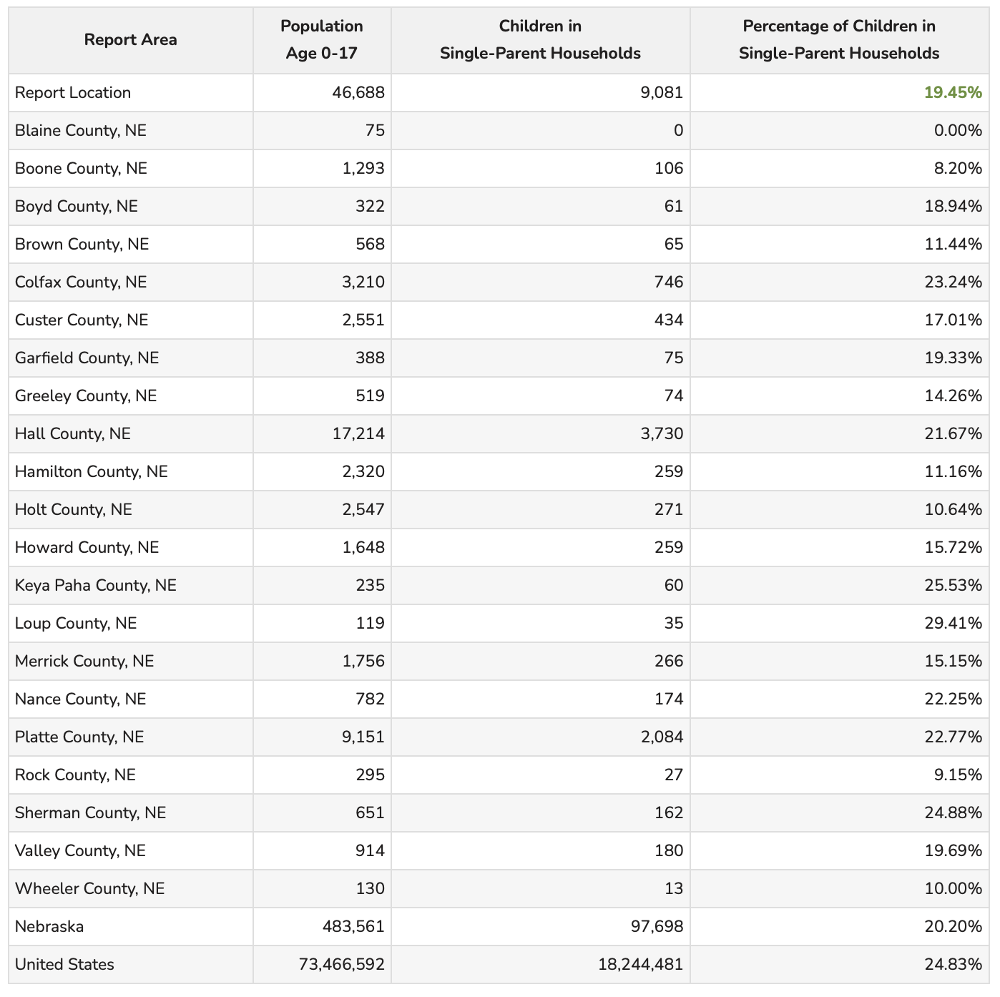 Report Area | Population Age 0-17 | Children in Single-Parent Households | Percentage of Children in Single-Parent Households
Report Location 46,688 9,081 19.45%
Blaine County, NE 75 0 0.00%
Boone County, NE 1,293 106 8.20%
Boyd County, NE 322 61 18.94%
Brown County, NE 568 65 11.44%
Colfax County, NE 3,210 746 23.24%
Custer County, NE 2,551 434 17.01%
Garfield County, NE 388 75 19.33%
Greeley County, NE 519 74 14.26%
Hall County, NE 17,214 3,730 21.67%
Hamilton County, NE 2,320 259 11.16%
Holt County, NE 2,547 271 10.64%
Howard County, NE 1,648 259 15.72%
Keya Paha County, NE 235 60 25.53%
Loup County, NE 119 35 29.41%
Merrick County, NE 1,756 266 15.15%
Nance County, NE 782 174 22.25%
Platte County, NE 9,151 2,084 22.77%
Rock County, NE 295 27 9.15%
Sherman County, NE 651 162 24.88%
Valley County, NE 914 180 19.69%
Wheeler County, NE 130 13 10.00%
Nebraska 483,561 97,698 20.20%
United States 73,466,592 18,244,481 24.83%